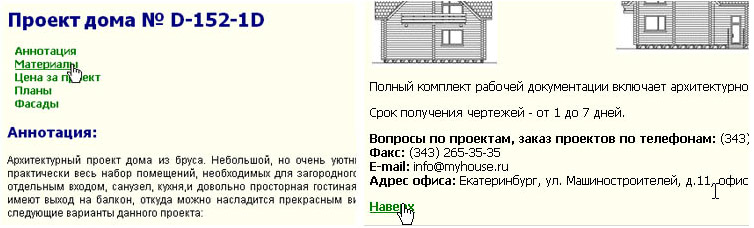 Проект дома № D-152-1D
Аннотация
Материалы
Цена за проект
Планы
Фасады
Аннотация:
Архитектурный проект дома из бруса. Небольшой, но очень уютн
практически весь набор помещений, необходимых для загородног
отдельным входом, санузел, кухня,и довольно просторная гостиная
имеют выход на балкон, откуда можно насладится прекрасным ви
следующие варианты данного проекта:
Полный комплект рабочей документации включает архитектурно
Срок получения чертежей - от 1 до 7 дней.
Вопросы по проектам, заказ проектов по телефонам: (343)
Факс: (343) 265-35-35
E-mail: info@myhouse.ru
Адрес офиса: Екатеринбург, ул. Машиностроителей, д.11, офис
Наверх